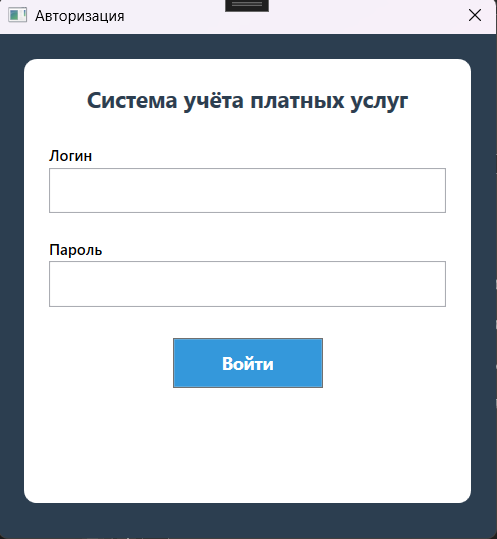 Авторизация
Система учёта платных услуг
Логин
Пароль
Войти